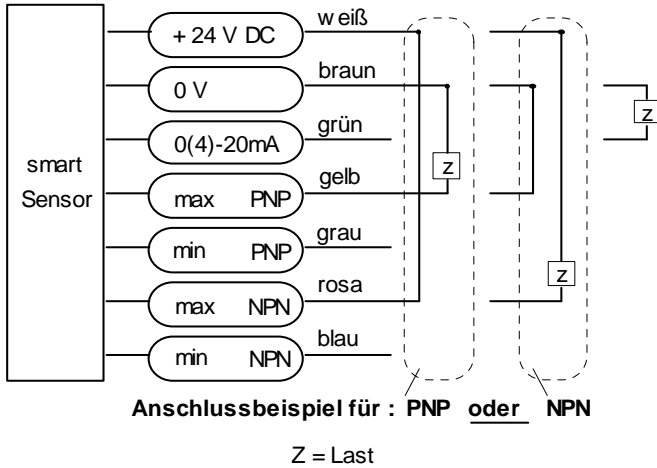 smart
Sensor
+ 24 V DC
weiß
0 V
braun
0(4)-20mA
grün
max PNP
gelb
min PNP
grau
max NPN
rosa
min NPN
blau
z
z
z
Anschlussbeispiel für : PNP oder NPN
Z = Last